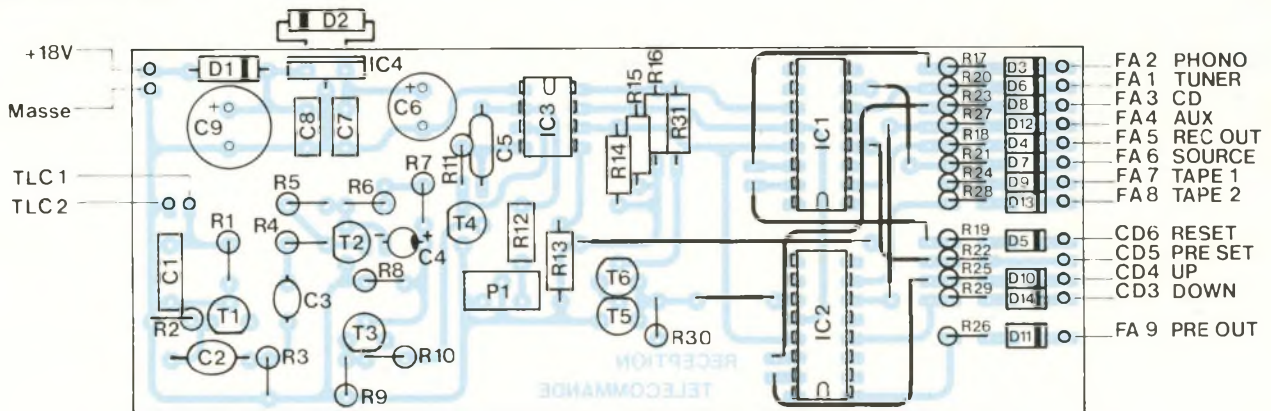 D2
+18V
D1
IC4
Masse
C9
C8
C7
C6
R11
C5
IC3
R14
R15
R16
R31
IC1
R17 D3 FA 2 PHONO
R20 D6 FA 1 TUNER
R23 D8 FA 3 CD
R27 D12 FA 4 AUX
R18 D4 FA 5 REC OUT
R21 D7 FA 6 SOURCE
R24 D9 FA 7 TAPE 1
R28 D13 FA 8 TAPE 2
TLC 1
TLC 2
R5
R6
R7
R1
R4
T2
+
C4
T4
R12
R13
R19 D5 CD6 RESET
R22 CD5 PRE SET
R25 D10 CD4 UP
R29 D14 CD3 DOWN
C1
R8
C3
P1
T6
T5
IC2
R2
T1
T3
R30
R26 D11 FA 9 PRE OUT
C2
R3
R10
R9
RECEPTION
TELECOMMANDE